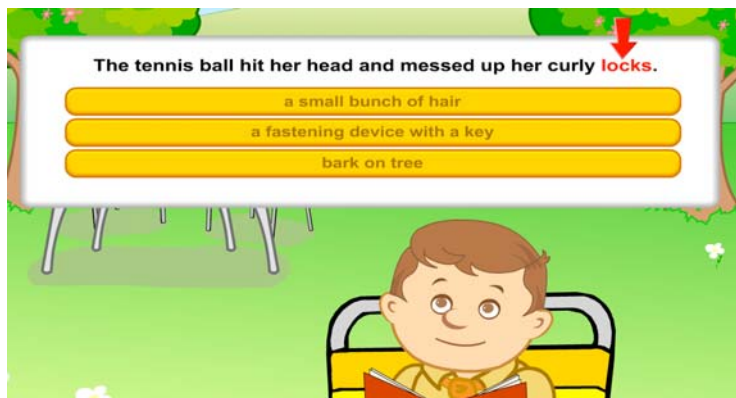 The tennis ball hit her head and messed up her curly locks.
a small bunch of hair
a fastening device with a key
bark on tree